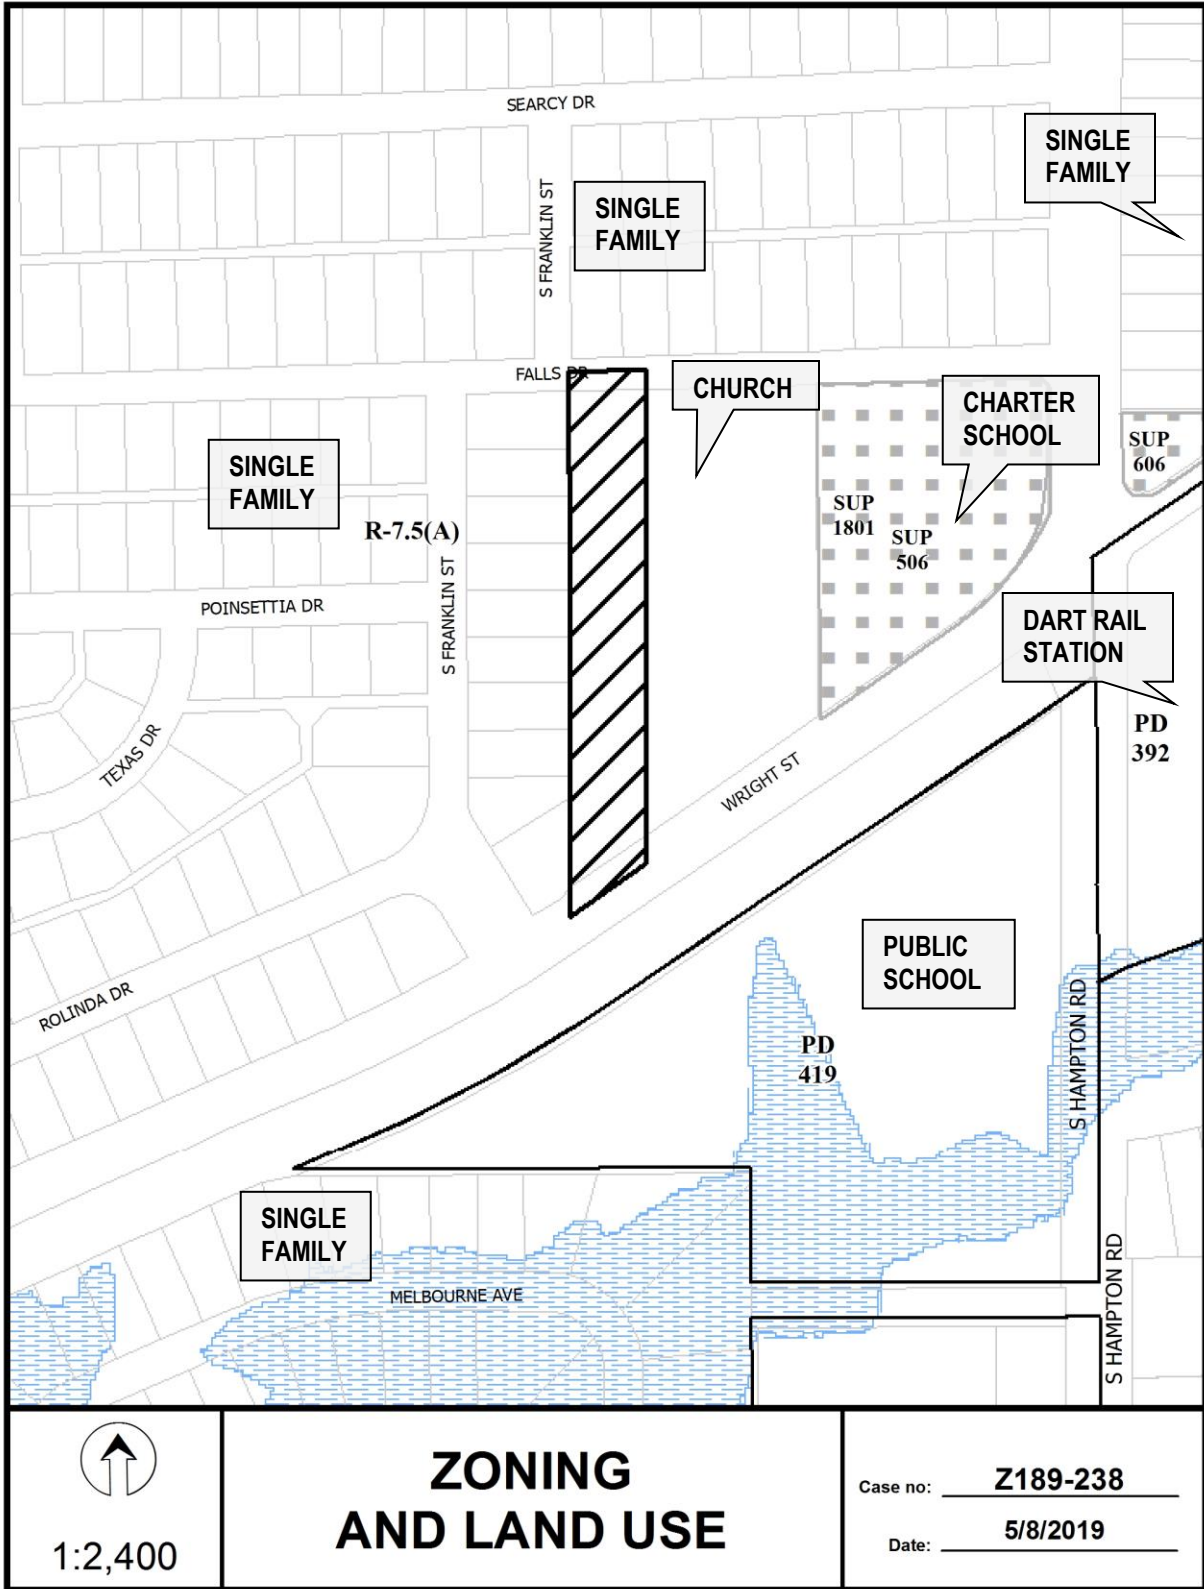 SEARCY DR
SINGLE
FAMILY
S FRANKLIN ST
SINGLE
FAMILY
FALLS DR
CHURCH
CHARTER
SCHOOL
SUP
606
SINGLE
FAMILY
R-7.5(A)
SUP
1801
SUP
506
POINSETTIA DR
S FRANKLIN ST
DART RAIL
STATION
PD
392
TEXAS DR
WRIGHT ST
PUBLIC
SCHOOL
ROLINDA DR
PD
419
S HAMPTON RD
SINGLE
FAMILY
MELBOURNE AVE
S HAMPTON RD
1:2,400
ZONING
AND LAND USE
Case no: Z189-238
Date: 5/8/2019